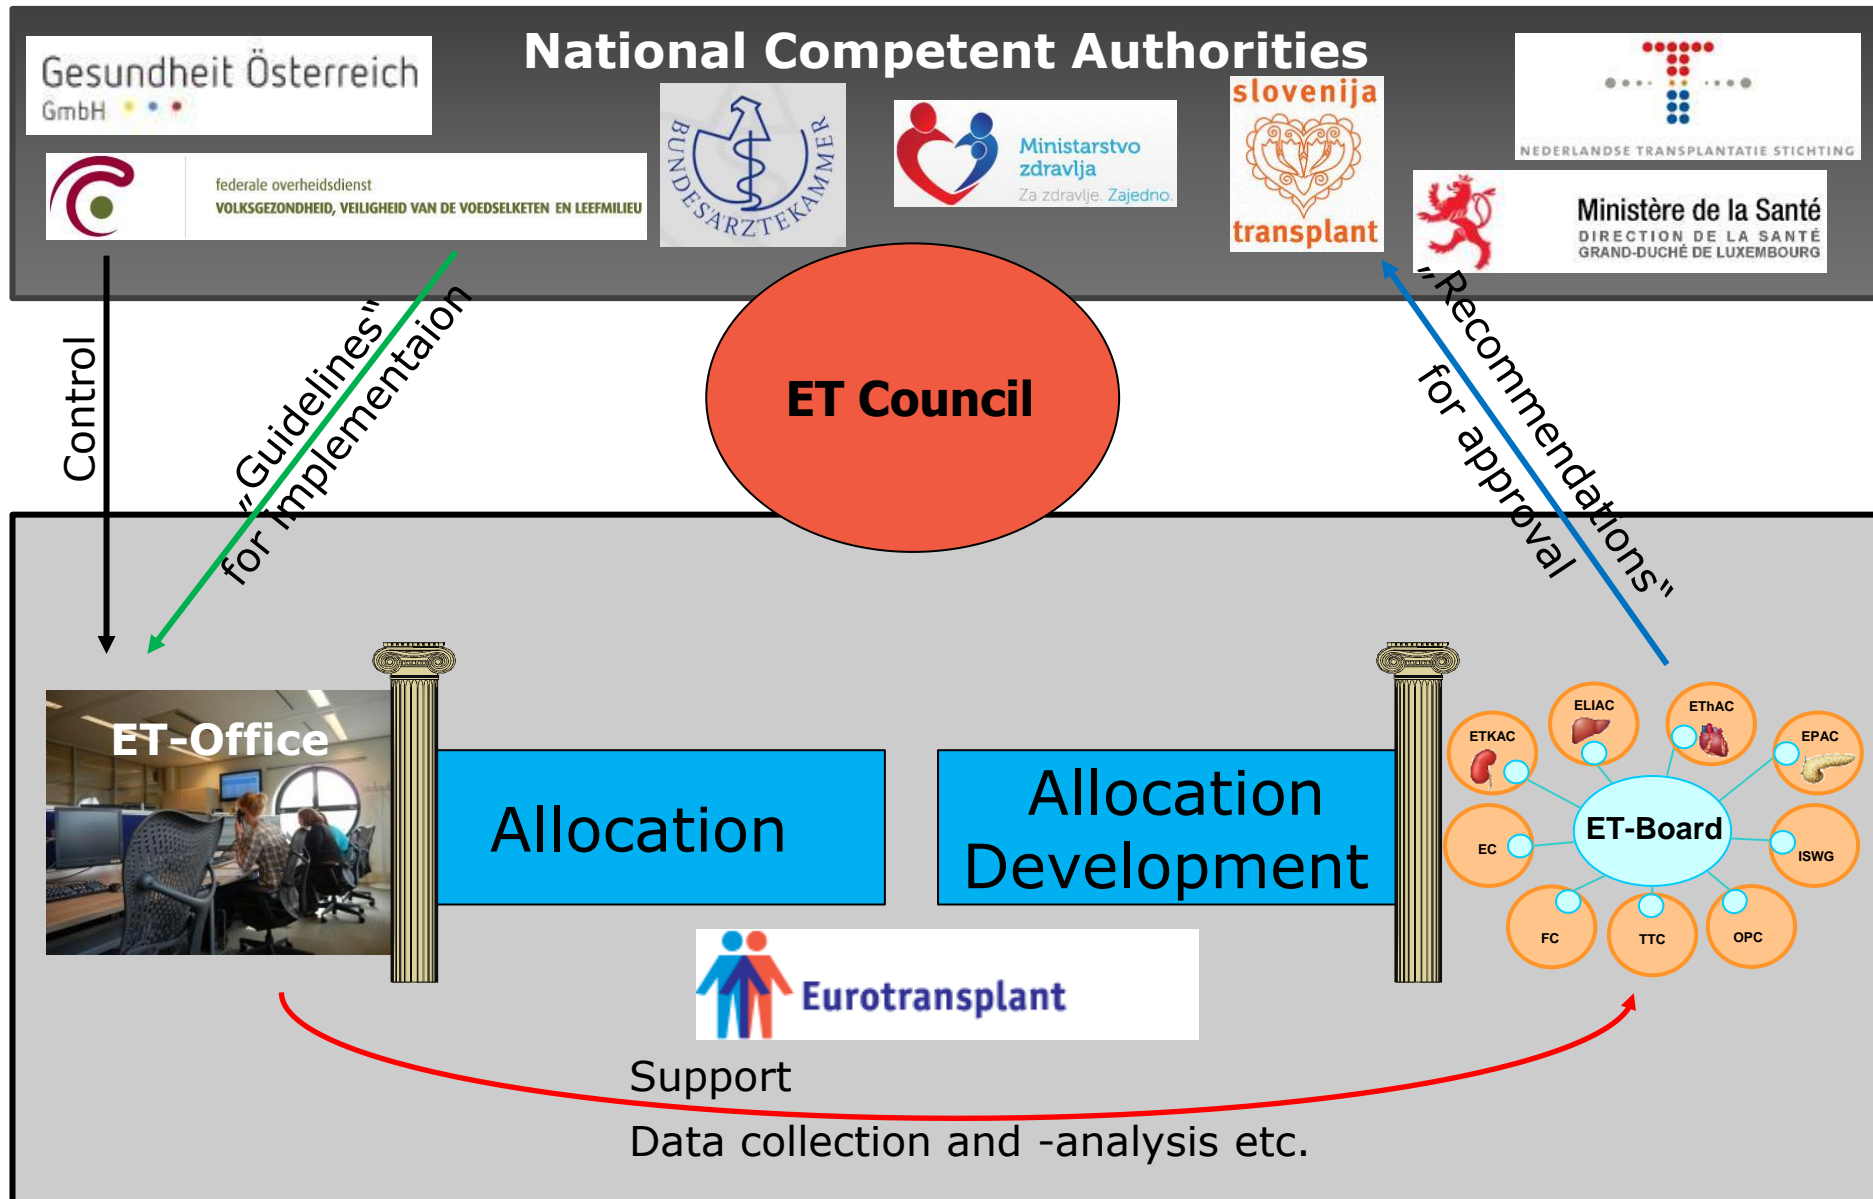 National Competent Authorities
Gesundheit Österreich
GmbH
federale overheidsdienst
VOLKSGEZONDHEID, VEILIGHEID VAN DE VOEDSELKETEN EN LEEFMILIEU
BUNDESÄRZTEKAMMER
Ministarstvo
zdravlja
Za zdravlje. Zajedno.
slovenija
transplant
NEDERLANDSE TRANSPLANTATIE STICHTING
Ministère de la Santé
DIRECTION DE LA SANTÉ
GRAND-DUCHÉ DE LUXEMBOURG
Control
„Guidelines‟
for implementaion
ET Council
„Recommendations‟
for approval
ET-Office
Allocation
Allocation
Development
ETKAC
ELIAC
EThAC
EPAC
EC
ET-Board
ISWG
FC
TTC
OPC
Eurotransplant
Support
Data collection and -analysis etc.